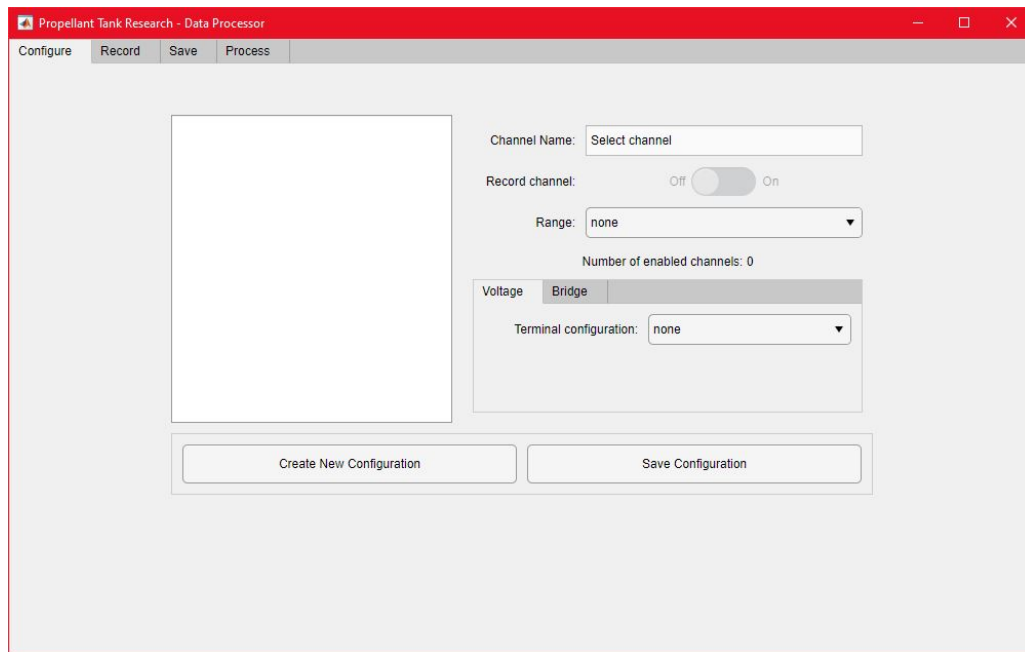 Propellant Tank Research - Data Processor
Configure Record Save Process
Channel Name: Select channel
Record channel: Off On
Range: none
Number of enabled channels: 0
Voltage Bridge
Terminal configuration: none
Create New Configuration Save Configuration